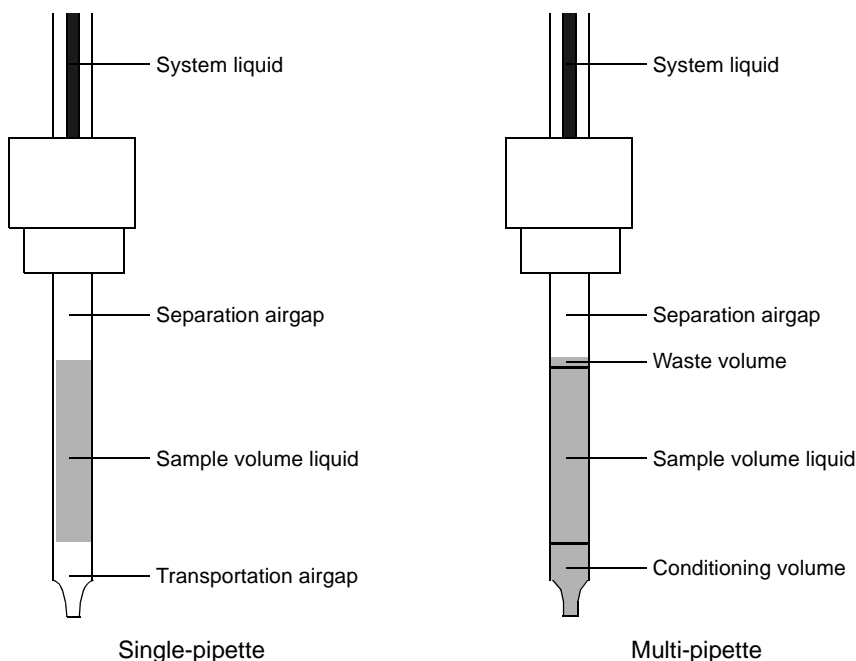 System liquid
Separation airgap
Sample volume liquid
Transportation airgap
Single-pipette
System liquid
Separation airgap
Waste volume
Sample volume liquid
Conditioning volume
Multi-pipette